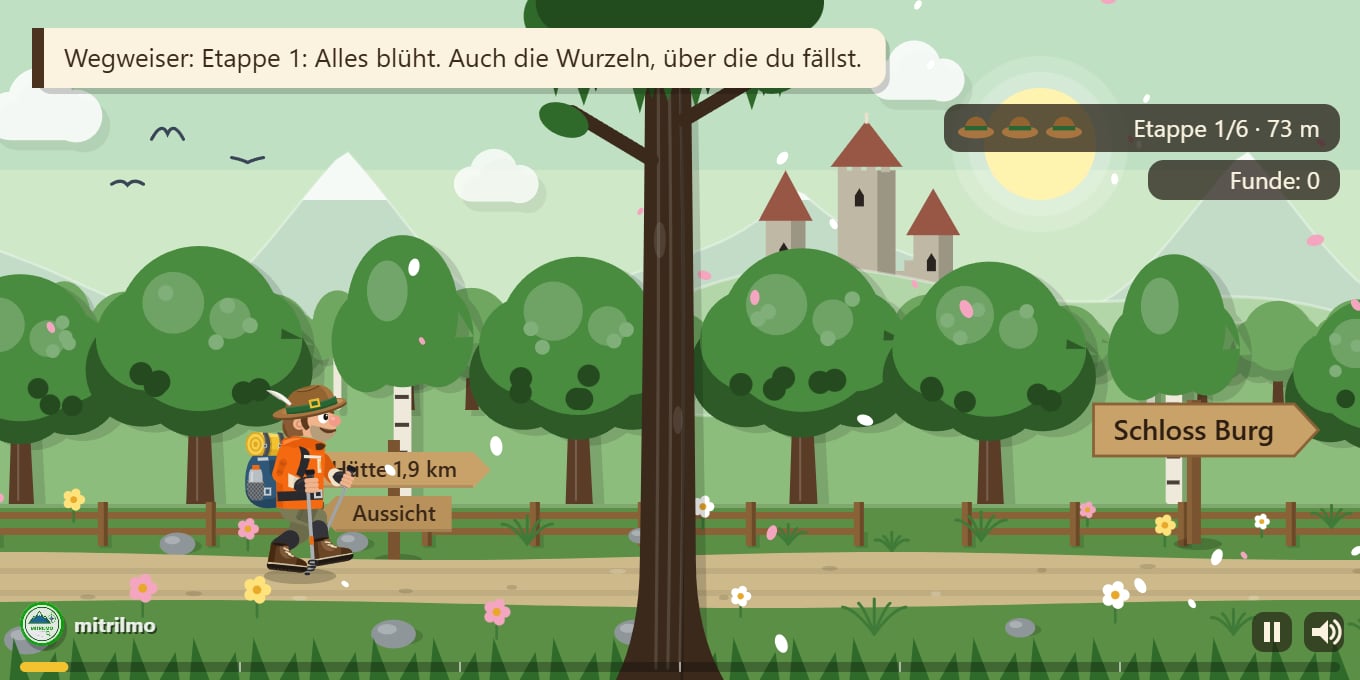 Wegweiser: Etappe 1: Alles blüht. Auch die Wurzeln, über die du fällst.
Etappe 1/6 · 73 m
Funde: 0
Schloss Burg
Hütte 1,9 km
Aussicht
mitrilmo